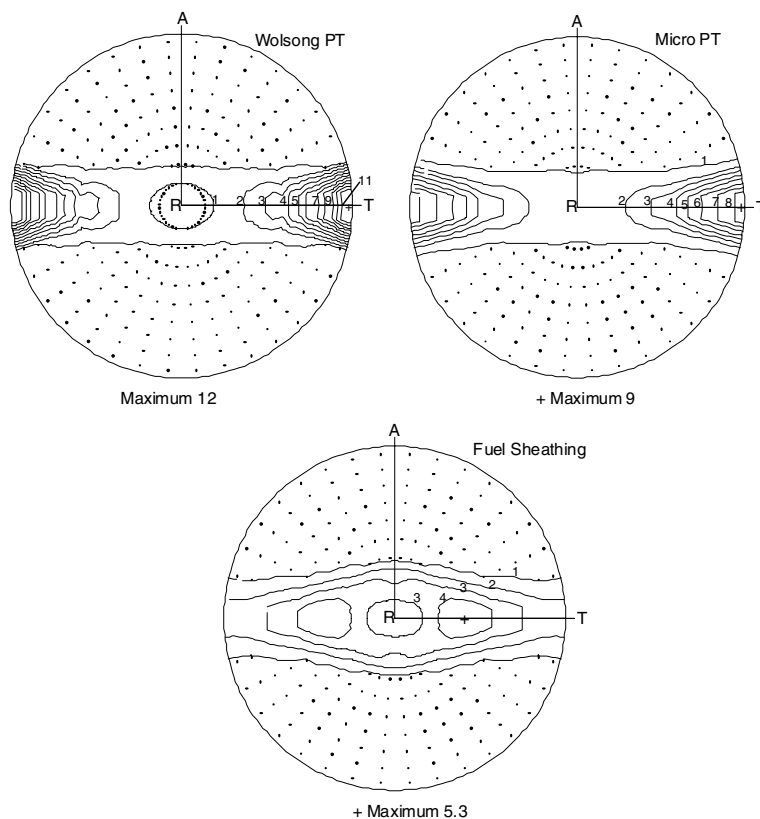 A
Wolsong PT
R
1
2
3
4
5
7
9
11
T
Maximum 12
A
Micro PT
1
R
2
3
4
5
6
7
8
T
+ Maximum 9
A
Fuel Sheathing
1
2
3
3
4
R
T
+ Maximum 5.3